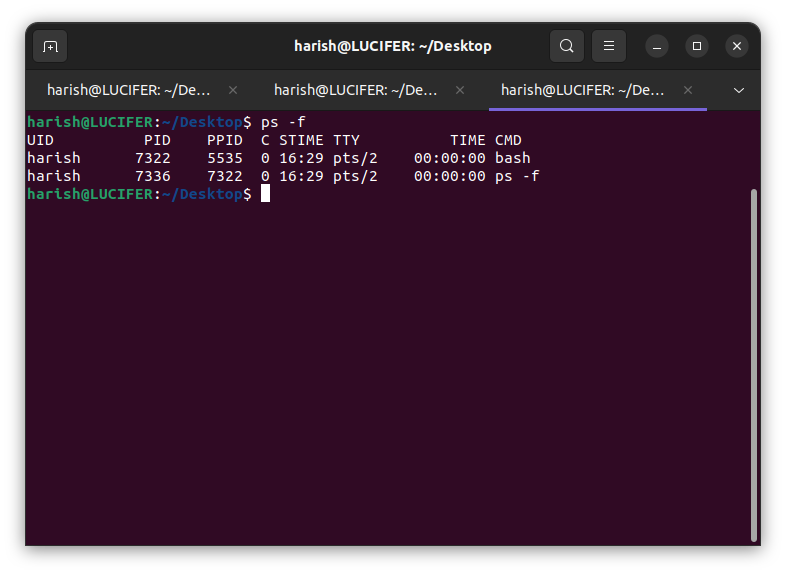 harish@LUCIFER: ~/Desktop
harish@LUCIFER: ~/De... harish@LUCIFER: ~/De... harish@LUCIFER: ~/De...
harish@LUCIFER:~/Desktop$ ps -f
UID          PID    PPID  C STIME TTY          TIME CMD
harish      7322    5535  0 16:29 pts/2    00:00:00 bash
harish      7336    7322  0 16:29 pts/2    00:00:00 ps -f
harish@LUCIFER:~/Desktop$